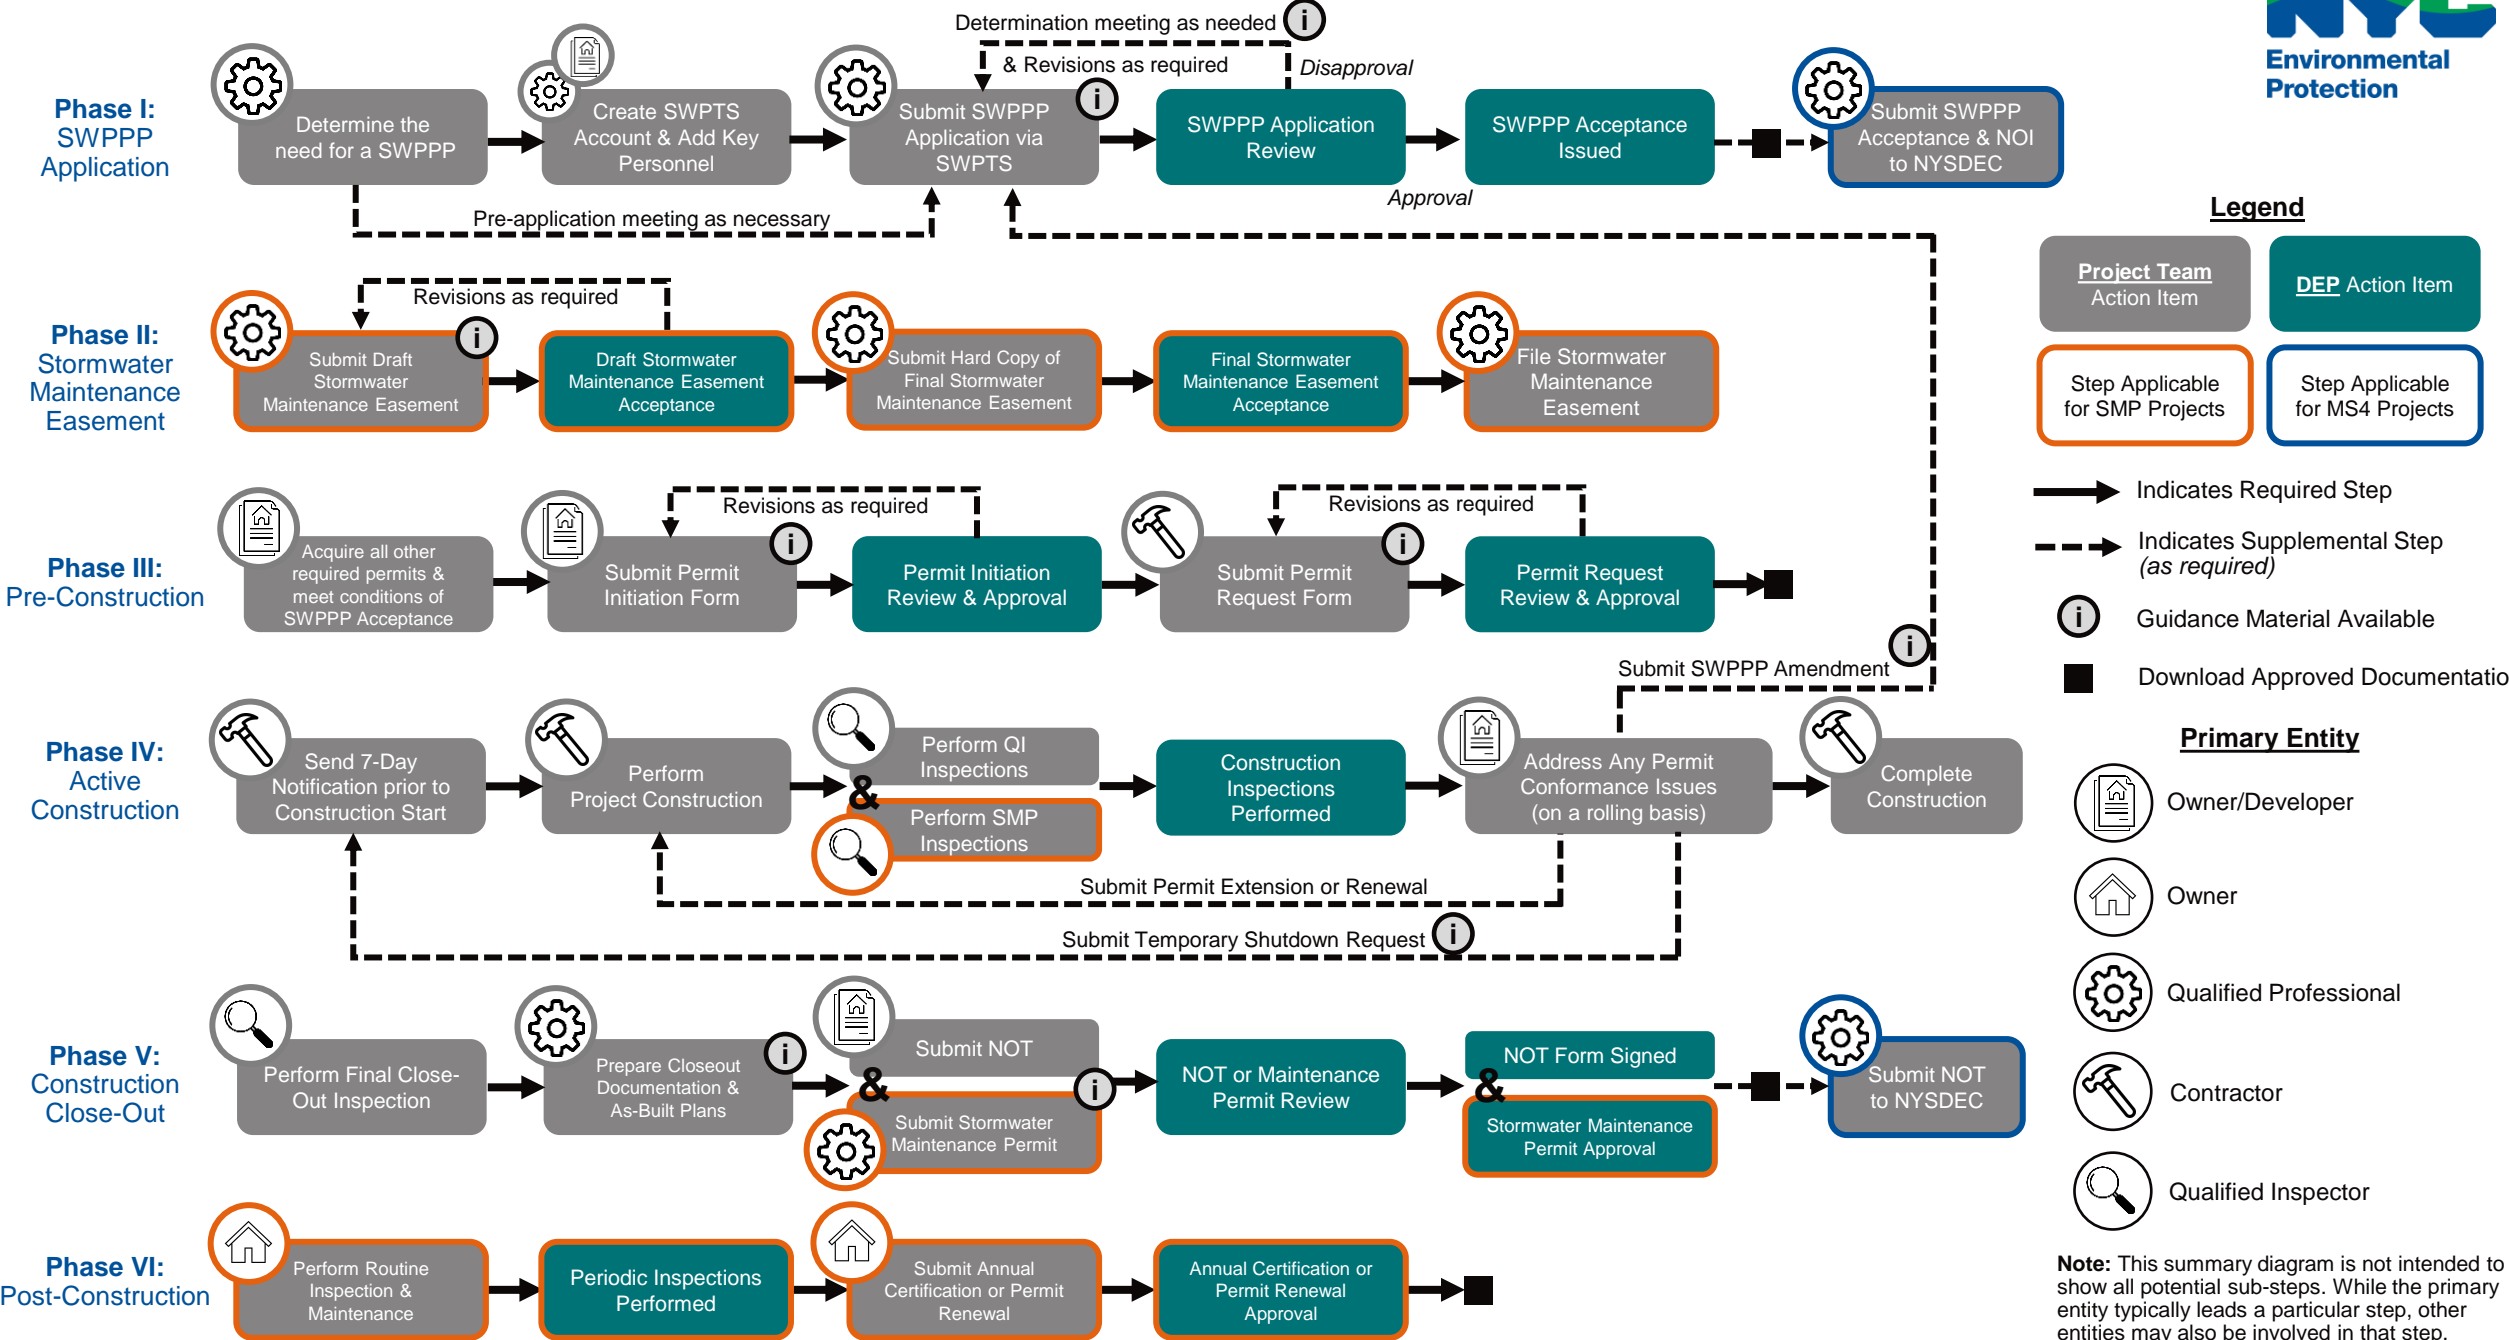 Determination meeting as needed i
& Revisions as required
Disapproval
NYC
Environmental
Protection
Phase I:
SWPPP
Application
Determine the
need for a SWPPP
Create SWPTS
Account & Add Key
Personnel
Submit SWPPP
Application via
SWPTS
i
SWPPP Application
Review
SWPPP Acceptance
Issued
Submit SWPPP
Acceptance & NOI
to NYSDEC
Approval
Pre-application meeting as necessary
Phase II:
Stormwater
Maintenance
Easement
Revisions as required
Submit Draft
Stormwater
Maintenance Easement
i
Draft Stormwater
Maintenance Easement
Acceptance
Submit Hard Copy of
Final Stormwater
Maintenance Easement
Final Stormwater
Maintenance Easement
Acceptance
File Stormwater
Maintenance
Easement
Phase III:
Pre-Construction
Acquire all other
required permits &
meet conditions of
SWPPP Acceptance
Revisions as required
Submit Permit
Initiation Form
i
Permit Initiation
Review & Approval
Revisions as required
Submit Permit
Request Form
i
Permit Request
Review & Approval
Submit SWPPP Amendment
i
Phase IV:
Active
Construction
Send 7-Day
Notification prior to
Construction Start
Perform
Project Construction
Perform QI
Inspections
&
Perform SMP
Inspections
Construction
Inspections
Performed
Address Any Permit
Conformance Issues
(on a rolling basis)
Complete
Construction
Submit Permit Extension or Renewal
Submit Temporary Shutdown Request i
Phase V:
Construction
Close-Out
Perform Final Close-
Out Inspection
Prepare Closeout
Documentation &
As-Built Plans
i
Submit NOT
&
Submit Stormwater
Maintenance Permit
i
NOT or Maintenance
Permit Review
NOT Form Signed
&
Stormwater Maintenance
Permit Approval
Submit NOT
to NYSDEC
Phase VI:
Post-Construction
Perform Routine
Inspection &
Maintenance
Periodic Inspections
Performed
Submit Annual
Certification or Permit
Renewal
Annual Certification or
Permit Renewal
Approval
Legend
Project Team
Action Item
DEP Action Item
Step Applicable
for SMP Projects
Step Applicable
for MS4 Projects
Indicates Required Step
Indicates Supplemental Step
(as required)
i Guidance Material Available
Download Approved Documentatio
Primary Entity
Owner/Developer
Owner
Qualified Professional
Contractor
Qualified Inspector
Note: This summary diagram is not intended to
show all potential sub-steps. While the primary
entity typically leads a particular step, other
entities may also be involved in that step.